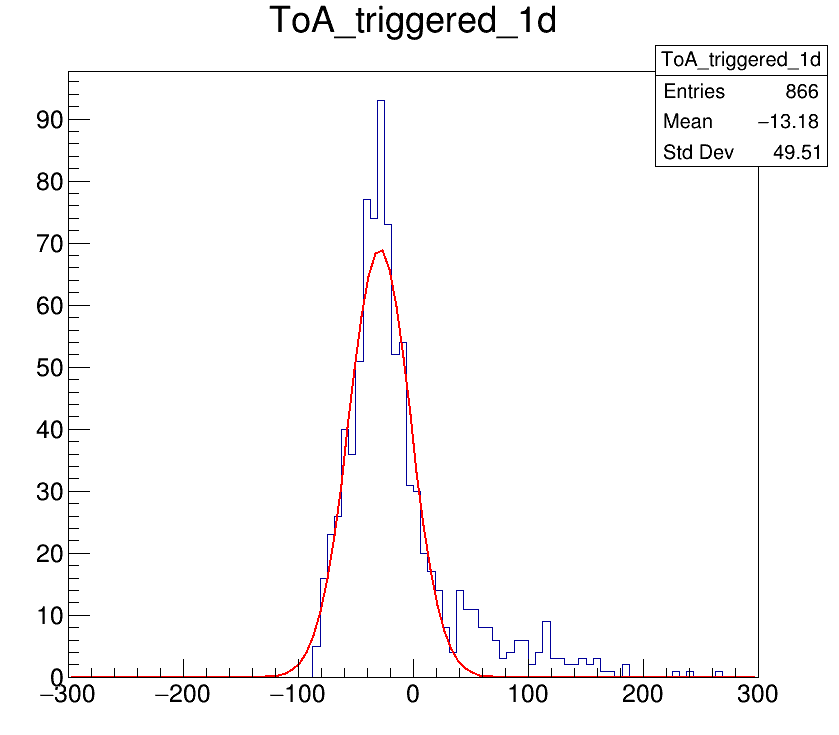 ToA_triggered_1d
ToA_triggered_1d
Entries 866
Mean −13.18
Std Dev 49.51
90
80
70
60
50
40
30
20
10
0
−300 −200 −100 0 100 200 300